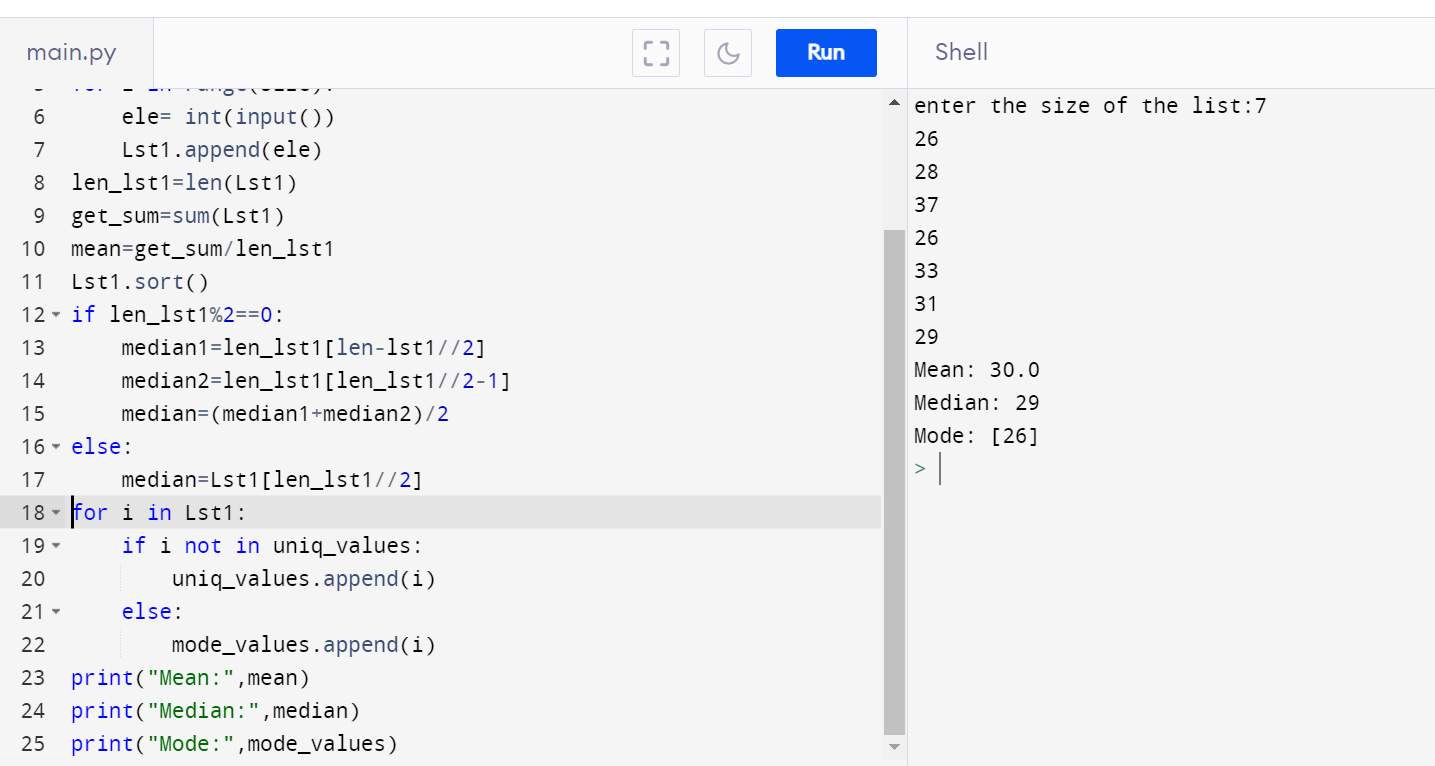 main.py
Run
Shell
6 ele= int(input())
7 Lst1.append(ele)
8 len_lst1=len(Lst1)
9 get_sum=sum(Lst1)
10 mean=get_sum/len_lst1
11 Lst1.sort()
12 if len_lst1%2==0:
13 median1=len_lst1[len-lst1//2]
14 median2=len_lst1[len_lst1//2-1]
15 median=(median1+median2)/2
16 else:
17 median=Lst1[len_lst1//2]
18 for i in Lst1:
19 if i not in uniq_values:
20 uniq_values.append(i)
21 else:
22 mode_values.append(i)
23 print("Mean:",mean)
24 print("Median:",median)
25 print("Mode:",mode_values)
enter the size of the list:7
26
28
37
26
33
31
29
Mean: 30.0
Median: 29
Mode: [26]
>